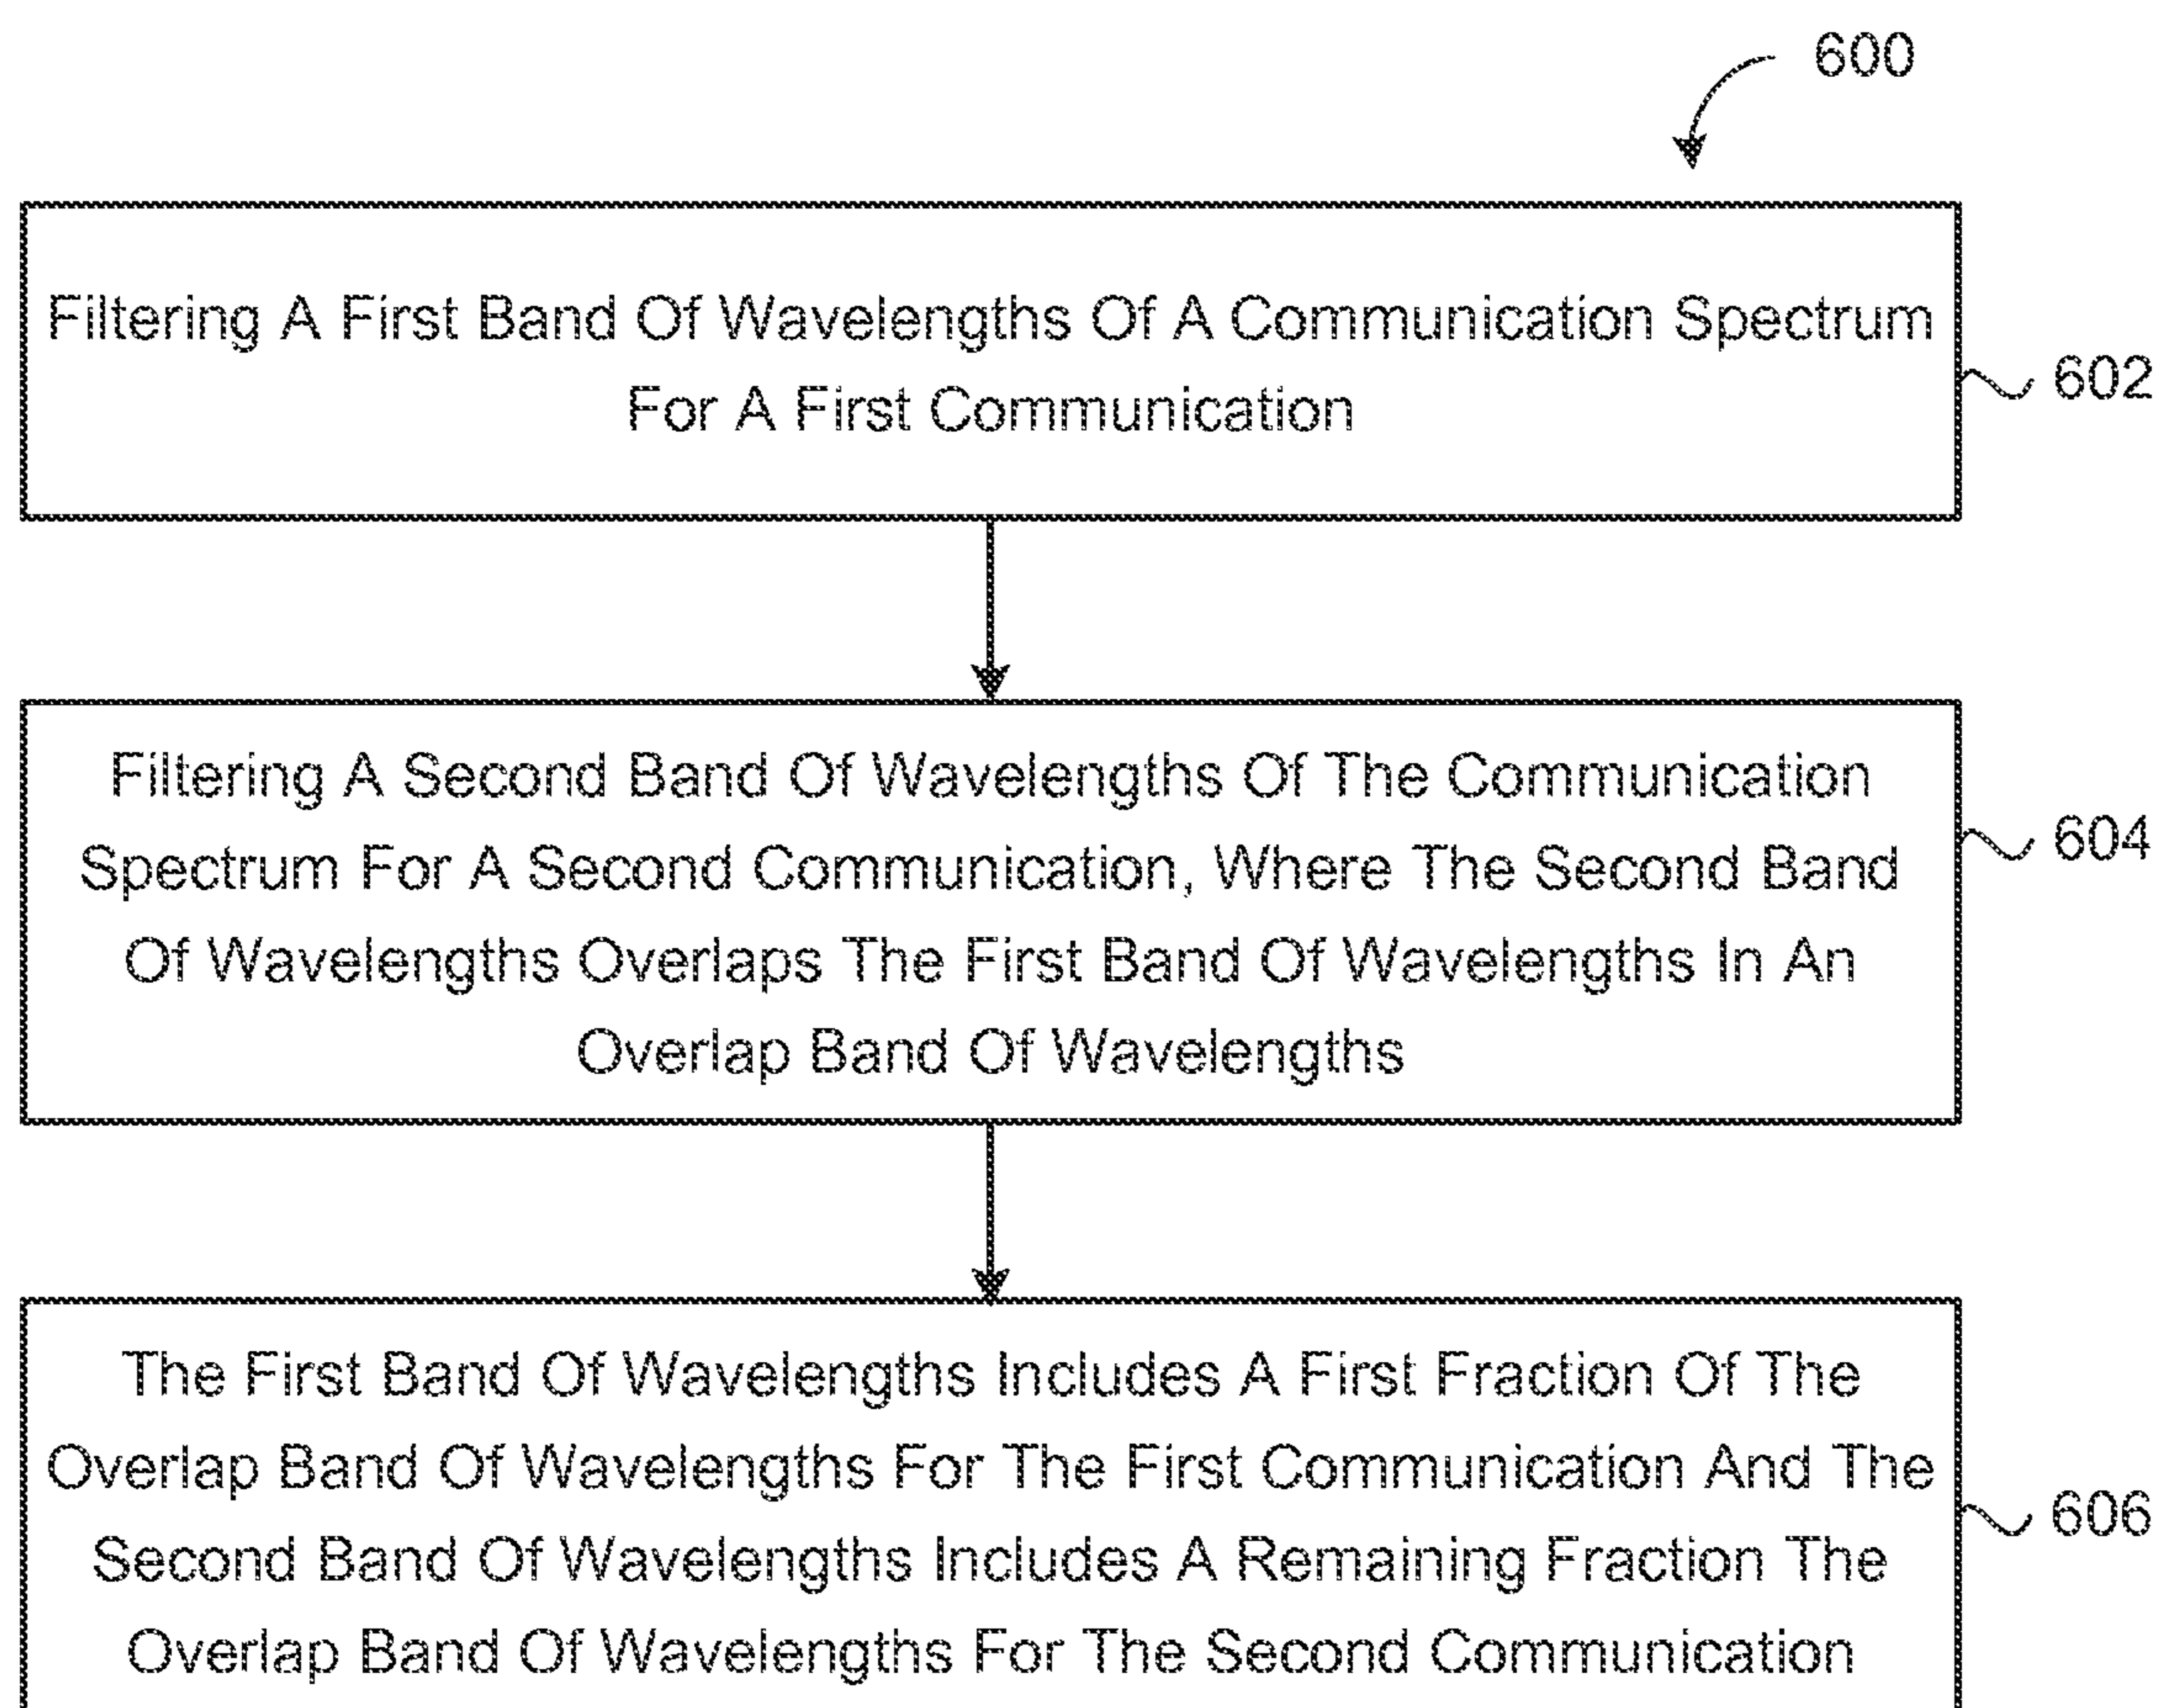 600
Filtering A First Band Of Wavelengths Of A Communication Spectrum
For A First Communication
602
Filtering A Second Band Of Wavelengths Of The Communication
Spectrum For A Second Communication, Where The Second Band
604
Of Wavelengths Overlaps The First Band Of Wavelengths In An
Overlap Band Of Wavelengths
The First Band Of Wavelengths Includes A First Fraction Of The
Overlap Band Of Wavelengths For The First Communication And The
606
Second Band Of Wavelengths Includes A Remaining Fraction The
Overlap Band Of Wavelengths For The Second Communication